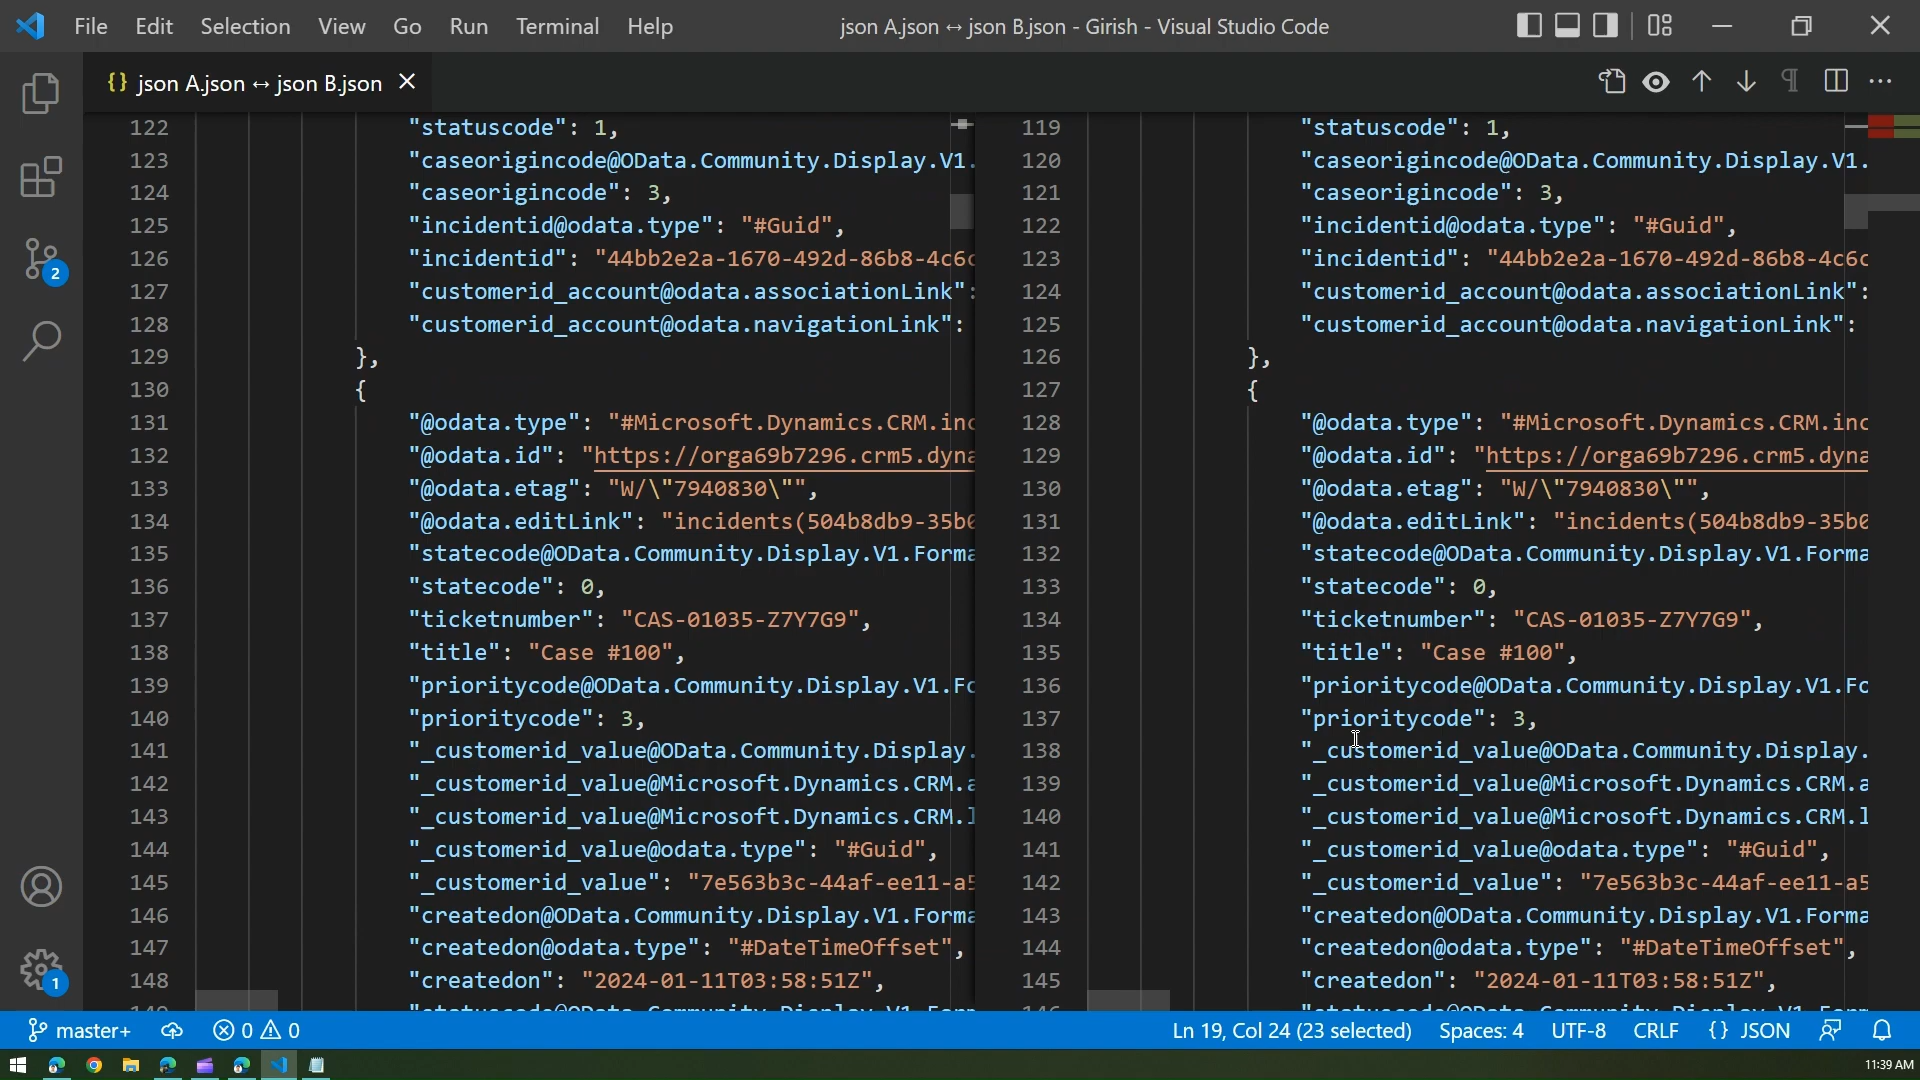 File Edit Selection View Go Run Terminal Help
json A.json ↔ json B.json - Girish - Visual Studio Code
{} json A.json ↔ json B.json
122 "statuscode": 1,
123 "caseorigincode@OData.Community.Display.V1.
124 "caseorigincode": 3,
125 "incidentid@odata.type": "#Guid",
126 "incidentid": "44bb2e2a-1670-492d-86b8-4c6c
127 "customerid_account@odata.associationLink":
128 "customerid_account@odata.navigationLink":
129 },
130 {
131 "@odata.type": "#Microsoft.Dynamics.CRM.inc
132 "@odata.id": "https://orga69b7296.crm5.dyna
133 "@odata.etag": "W/\"7940830\"",
134 "@odata.editLink": "incidents(504b8db9-35b0
135 "statecode@OData.Community.Display.V1.Forma
136 "statecode": 0,
137 "ticketnumber": "CAS-01035-Z7Y7G9",
138 "title": "Case #100",
139 "prioritycode@OData.Community.Display.V1.Fo
140 "prioritycode": 3,
141 "_customerid_value@OData.Community.Display.
142 "_customerid_value@Microsoft.Dynamics.CRM.a
143 "_customerid_value@Microsoft.Dynamics.CRM.l
144 "_customerid_value@odata.type": "#Guid",
145 "_customerid_value": "7e563b3c-44af-ee11-a5
146 "createdon@OData.Community.Display.V1.Forma
147 "createdon@odata.type": "#DateTimeOffset",
148 "createdon": "2024-01-11T03:58:51Z",
119 "statuscode": 1,
120 "caseorigincode@OData.Community.Display.V1.
121 "caseorigincode": 3,
122 "incidentid@odata.type": "#Guid",
123 "incidentid": "44bb2e2a-1670-492d-86b8-4c6c
124 "customerid_account@odata.associationLink":
125 "customerid_account@odata.navigationLink":
126 },
127 {
128 "@odata.type": "#Microsoft.Dynamics.CRM.inc
129 "@odata.id": "https://orga69b7296.crm5.dyna
130 "@odata.etag": "W/\"7940830\"",
131 "@odata.editLink": "incidents(504b8db9-35b0
132 "statecode@OData.Community.Display.V1.Forma
133 "statecode": 0,
134 "ticketnumber": "CAS-01035-Z7Y7G9",
135 "title": "Case #100",
136 "prioritycode@OData.Community.Display.V1.Fo
137 "prioritycode": 3,
138 "_customerid_value@OData.Community.Display.
139 "_customerid_value@Microsoft.Dynamics.CRM.a
140 "_customerid_value@Microsoft.Dynamics.CRM.l
141 "_customerid_value@odata.type": "#Guid",
142 "_customerid_value": "7e563b3c-44af-ee11-a5
143 "createdon@OData.Community.Display.V1.Forma
144 "createdon@odata.type": "#DateTimeOffset",
145 "createdon": "2024-01-11T03:58:51Z",
2
1
master+ 0 0 Ln 19, Col 24 (23 selected) Spaces: 4 UTF-8 CRLF {} JSON
11:39 AM